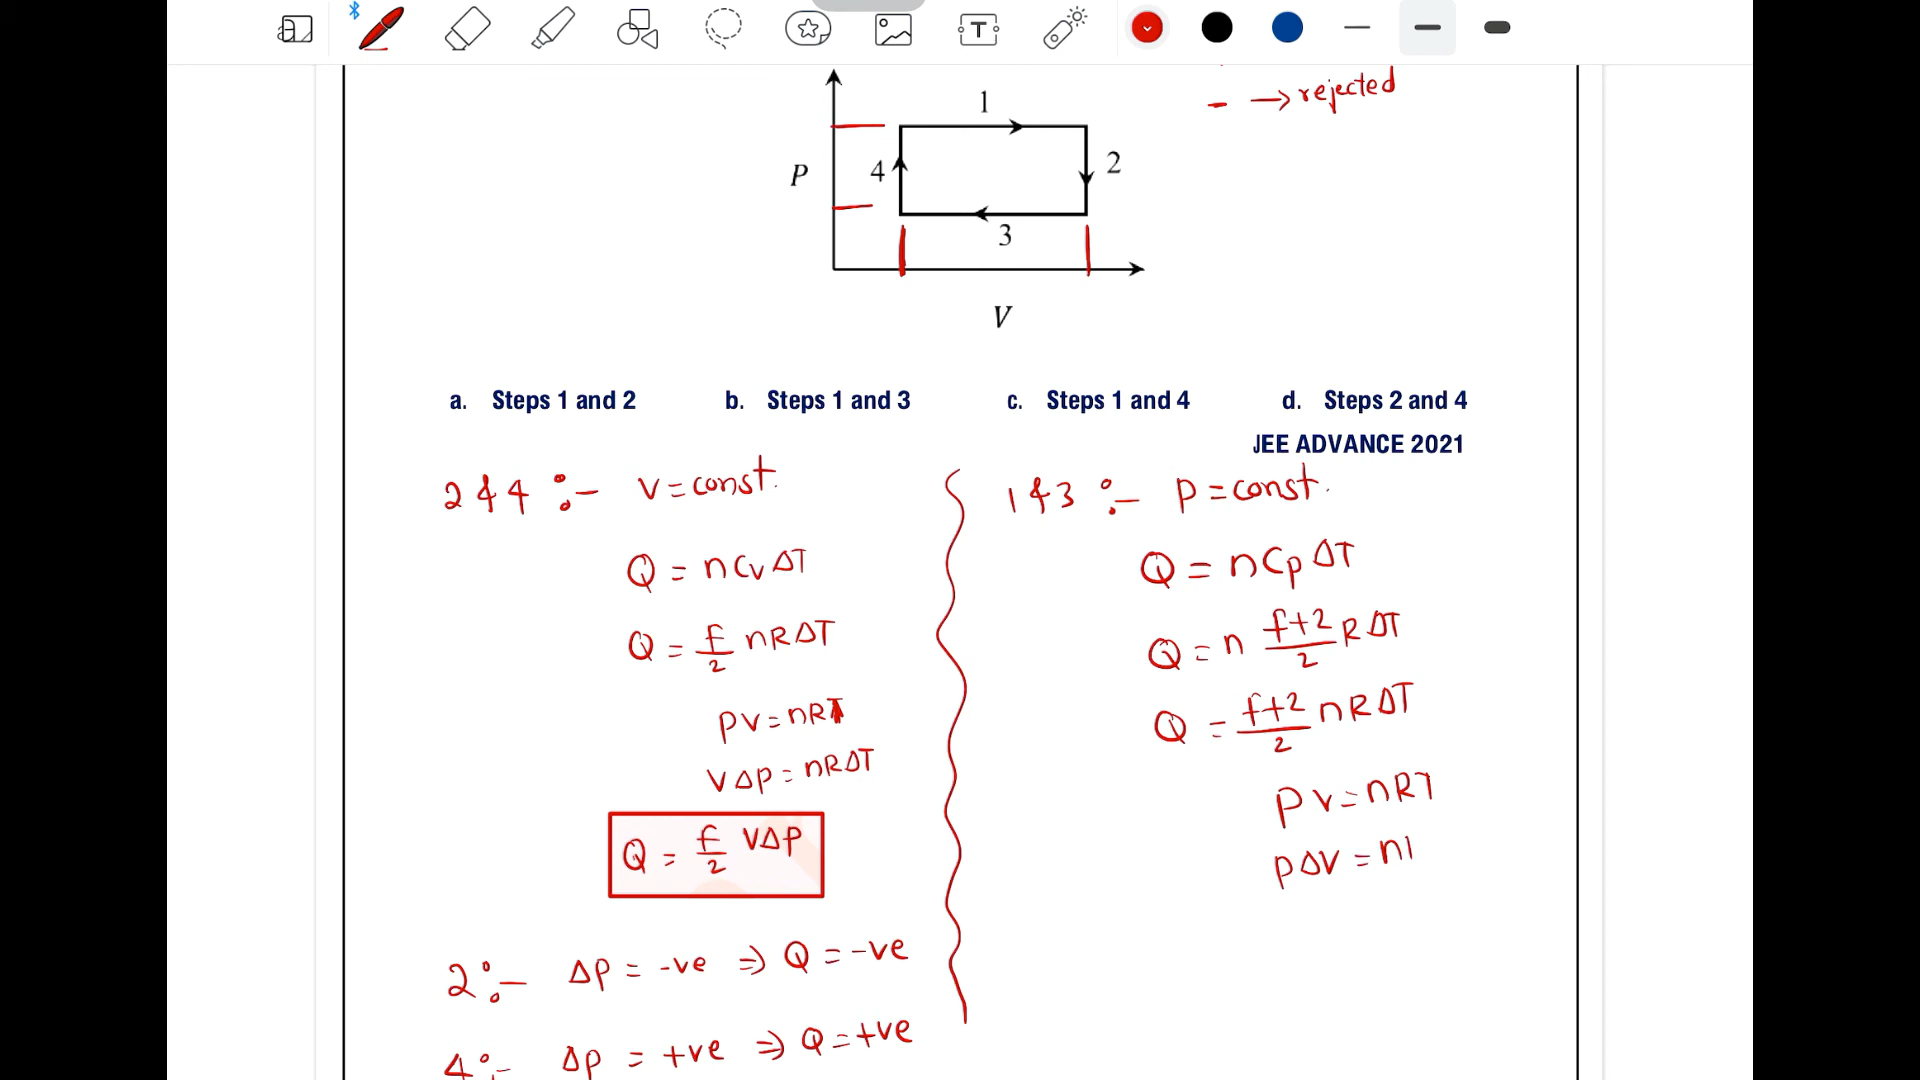 - → rejected
1
P
4
2
3
V
a. Steps 1 and 2 b. Steps 1 and 3 c. Steps 1 and 4 d. Steps 2 and 4
JEE ADVANCE 2021
2 & 4 :- V = const.
Q = nCvΔT
Q = f/2 nRΔT
PV = nRT
VΔP = nRΔT
Q = f/2 VΔP
2 :- ΔP = -ve ⇒ Q = -ve
4 :- ΔP = +ve ⇒ Q = +ve
1 & 3 :- P = const.
Q = nCpΔT
Q = n f+2/2 RΔT
Q = f+2/2 nRΔT
PV = nRT
PΔV = n